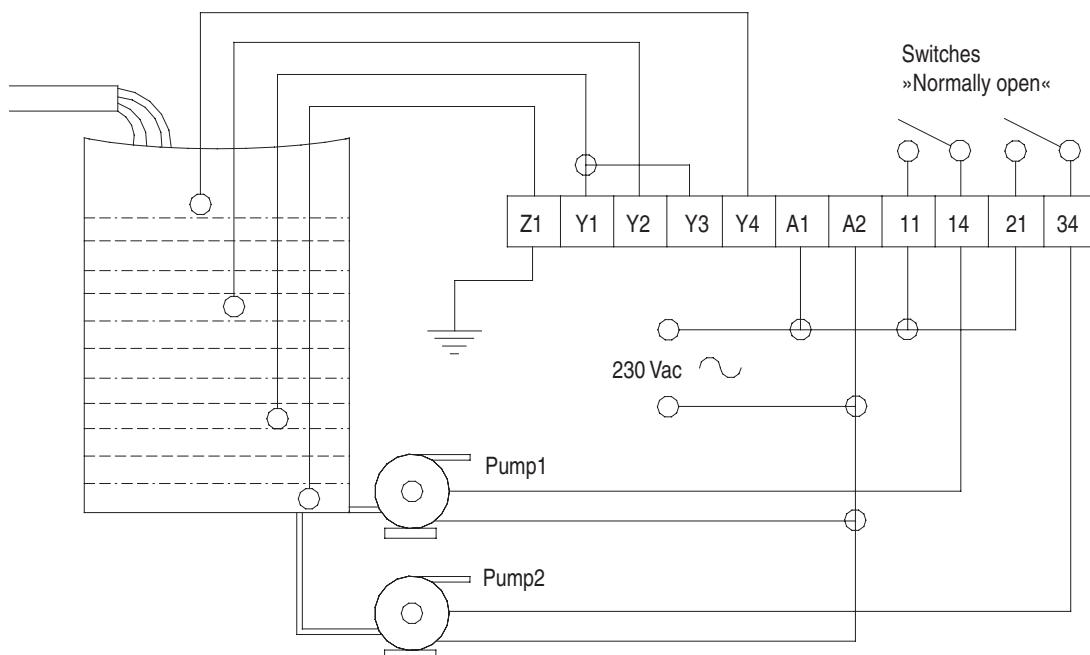 Switches
»Normally open«
Z1 Y1 Y2 Y3 Y4 A1 A2 11 14 21 34
230 Vac
Pump1
Pump2